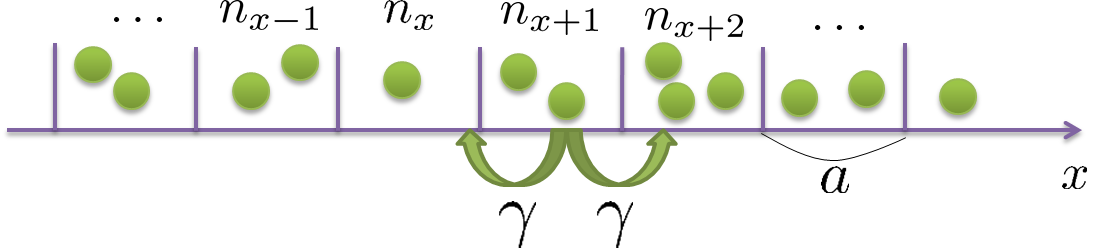 … n_{x−1} n_x n_{x+1} n_{x+2} …
a x
γ γ